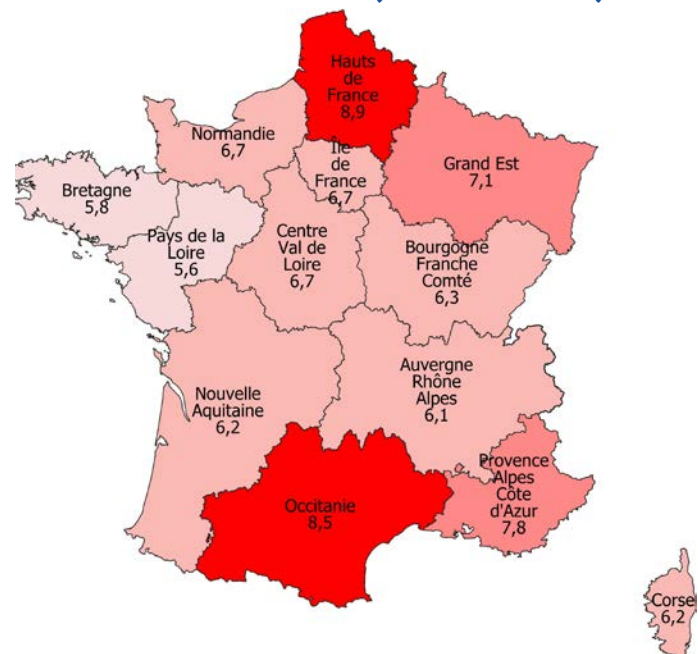 Hauts
de
France
8,9
Normandie
6,7
Île
de
France
6,7
Grand Est
7,1
Bretagne
5,8
Pays de la
Loire
5,6
Centre
Val de
Loire
6,7
Bourgogne
Franche
Comté
6,3
Nouvelle
Aquitaine
6,2
Auvergne
Rhône
Alpes
6,1
Provence
Alpes
Côte
d'Azur
7,8
Occitanie
8,5
Corse
6,2